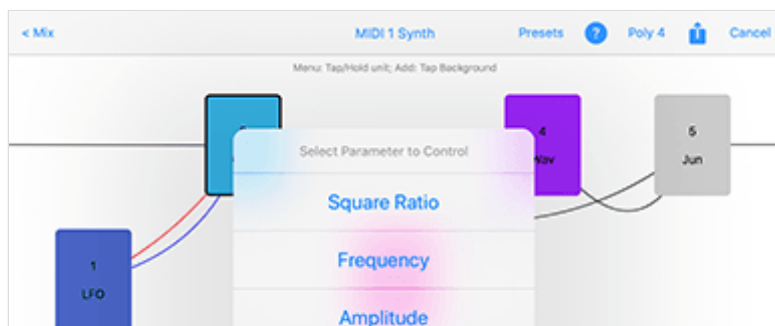 < Mix MIDI 1 Synth Presets ? Poly 4 Cancel
Menu: Tap/Hold unit; Add: Tap Background
4
Wav
5
Jun
Select Parameter to Control
Square Ratio
Frequency
Amplitude
1
LFO